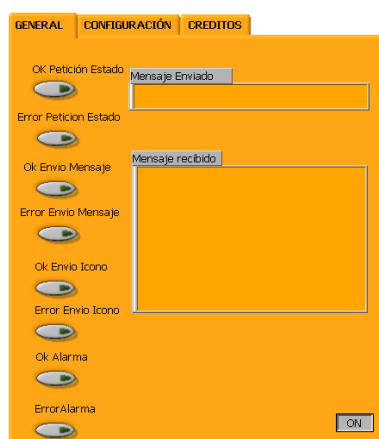 GENERAL CONFIGURACIÓN CREDITOS
OK Petición Estado
Mensaje Enviado
Error Peticion Estado
Mensaje recibido
Ok Envio Mensaje
Error Envio Mensaje
Ok Envio Icono
Error Envio Icono
Ok Alarma
ErrorAlarma
ON